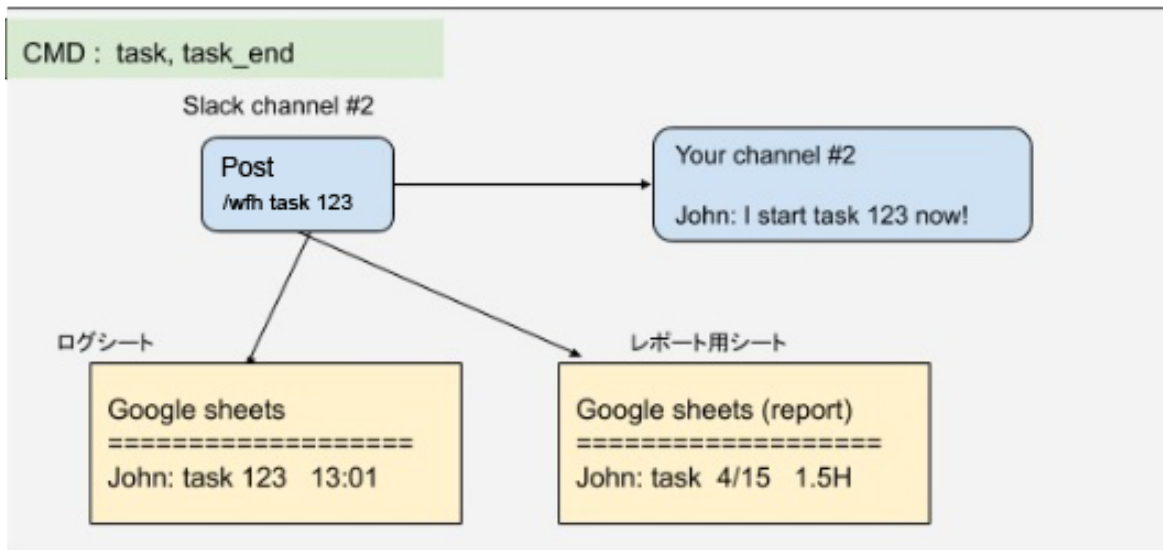 CMD :  task, task_end
Slack channel #2
Post
/wfh task 123
Your channel #2
John: I start task 123 now!
ログシート
Google sheets
===================
John: task 123   13:01
レポート用シート
Google sheets (report)
===================
John: task  4/15   1.5H